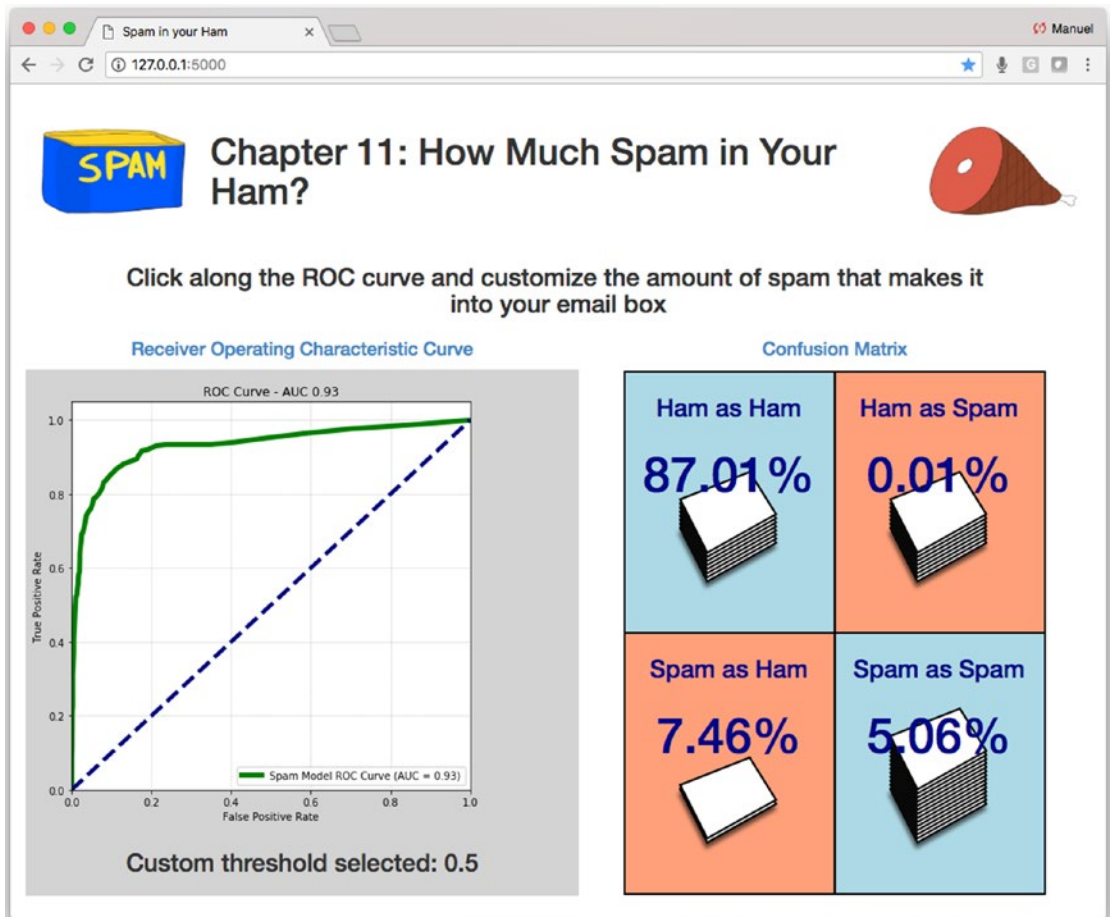 Spam in your Ham
Manuel
127.0.0.1:5000
G
SPAM
Chapter 11: How Much Spam in Your
Ham?
Click along the ROC curve and customize the amount of spam that makes it
into your email box
Receiver Operating Characteristic Curve
ROC Curve - AUC 0.93
1.0
0.8
0.6
0.4
0.2
0.0
True Positive Rate
Spam Model ROC Curve (AUC = 0.93)
0.0 0.2 0.4 0.6 0.8 1.0
False Positive Rate
Custom threshold selected: 0.5
Confusion Matrix
Ham as Ham
87.01%
Ham as Spam
0.01%
Spam as Ham
7.46%
Spam as Spam
5.06%